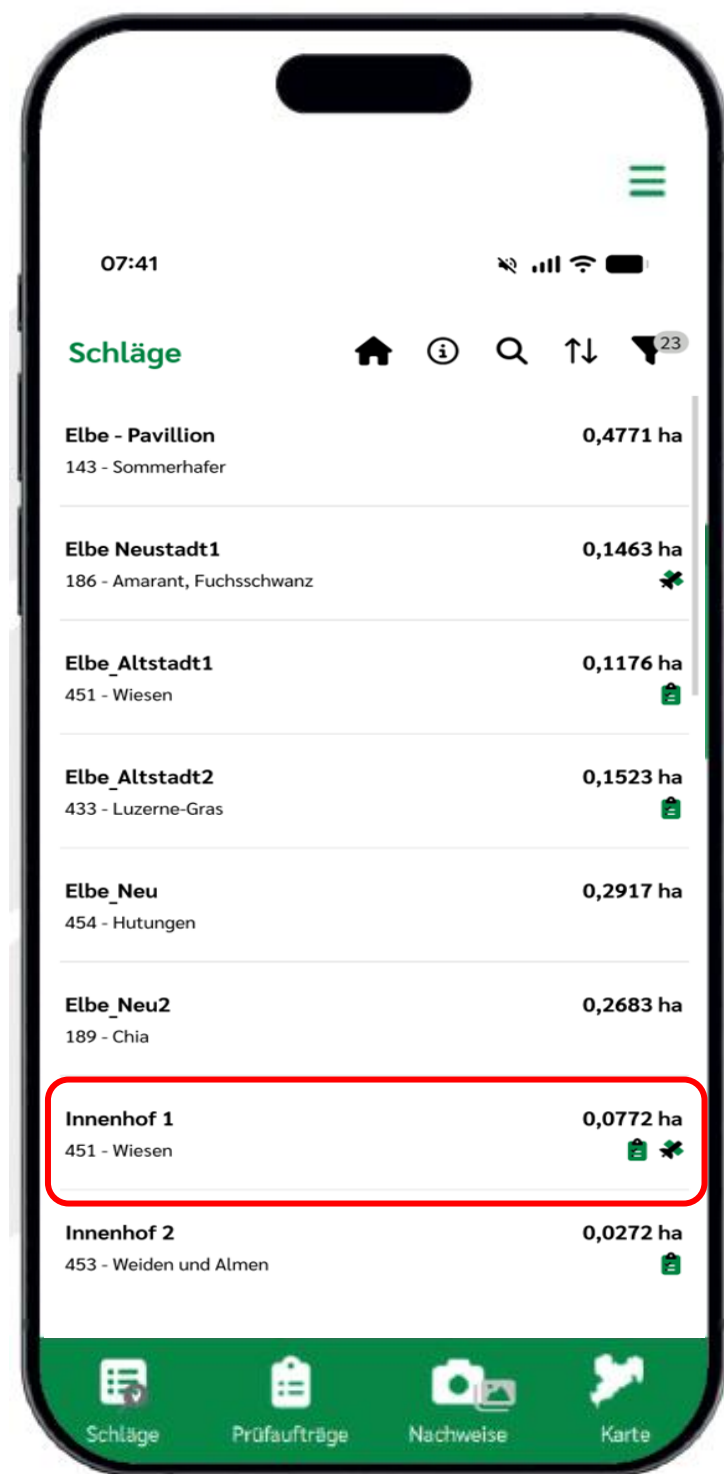 07:41
Schläge 23
Elbe - Pavillion 0,4771 ha
143 - Sommerhafer
Elbe Neustadt1 0,1463 ha
186 - Amarant, Fuchsschwanz
Elbe_Altstadt1 0,1176 ha
451 - Wiesen
Elbe_Altstadt2 0,1523 ha
433 - Luzerne-Gras
Elbe_Neu 0,2917 ha
454 - Hutungen
Elbe_Neu2 0,2683 ha
189 - Chia
Innenhof 1 0,0772 ha
451 - Wiesen
Innenhof 2 0,0272 ha
453 - Weiden und Almen
Schläge Prüfaufträge Nachweise Karte